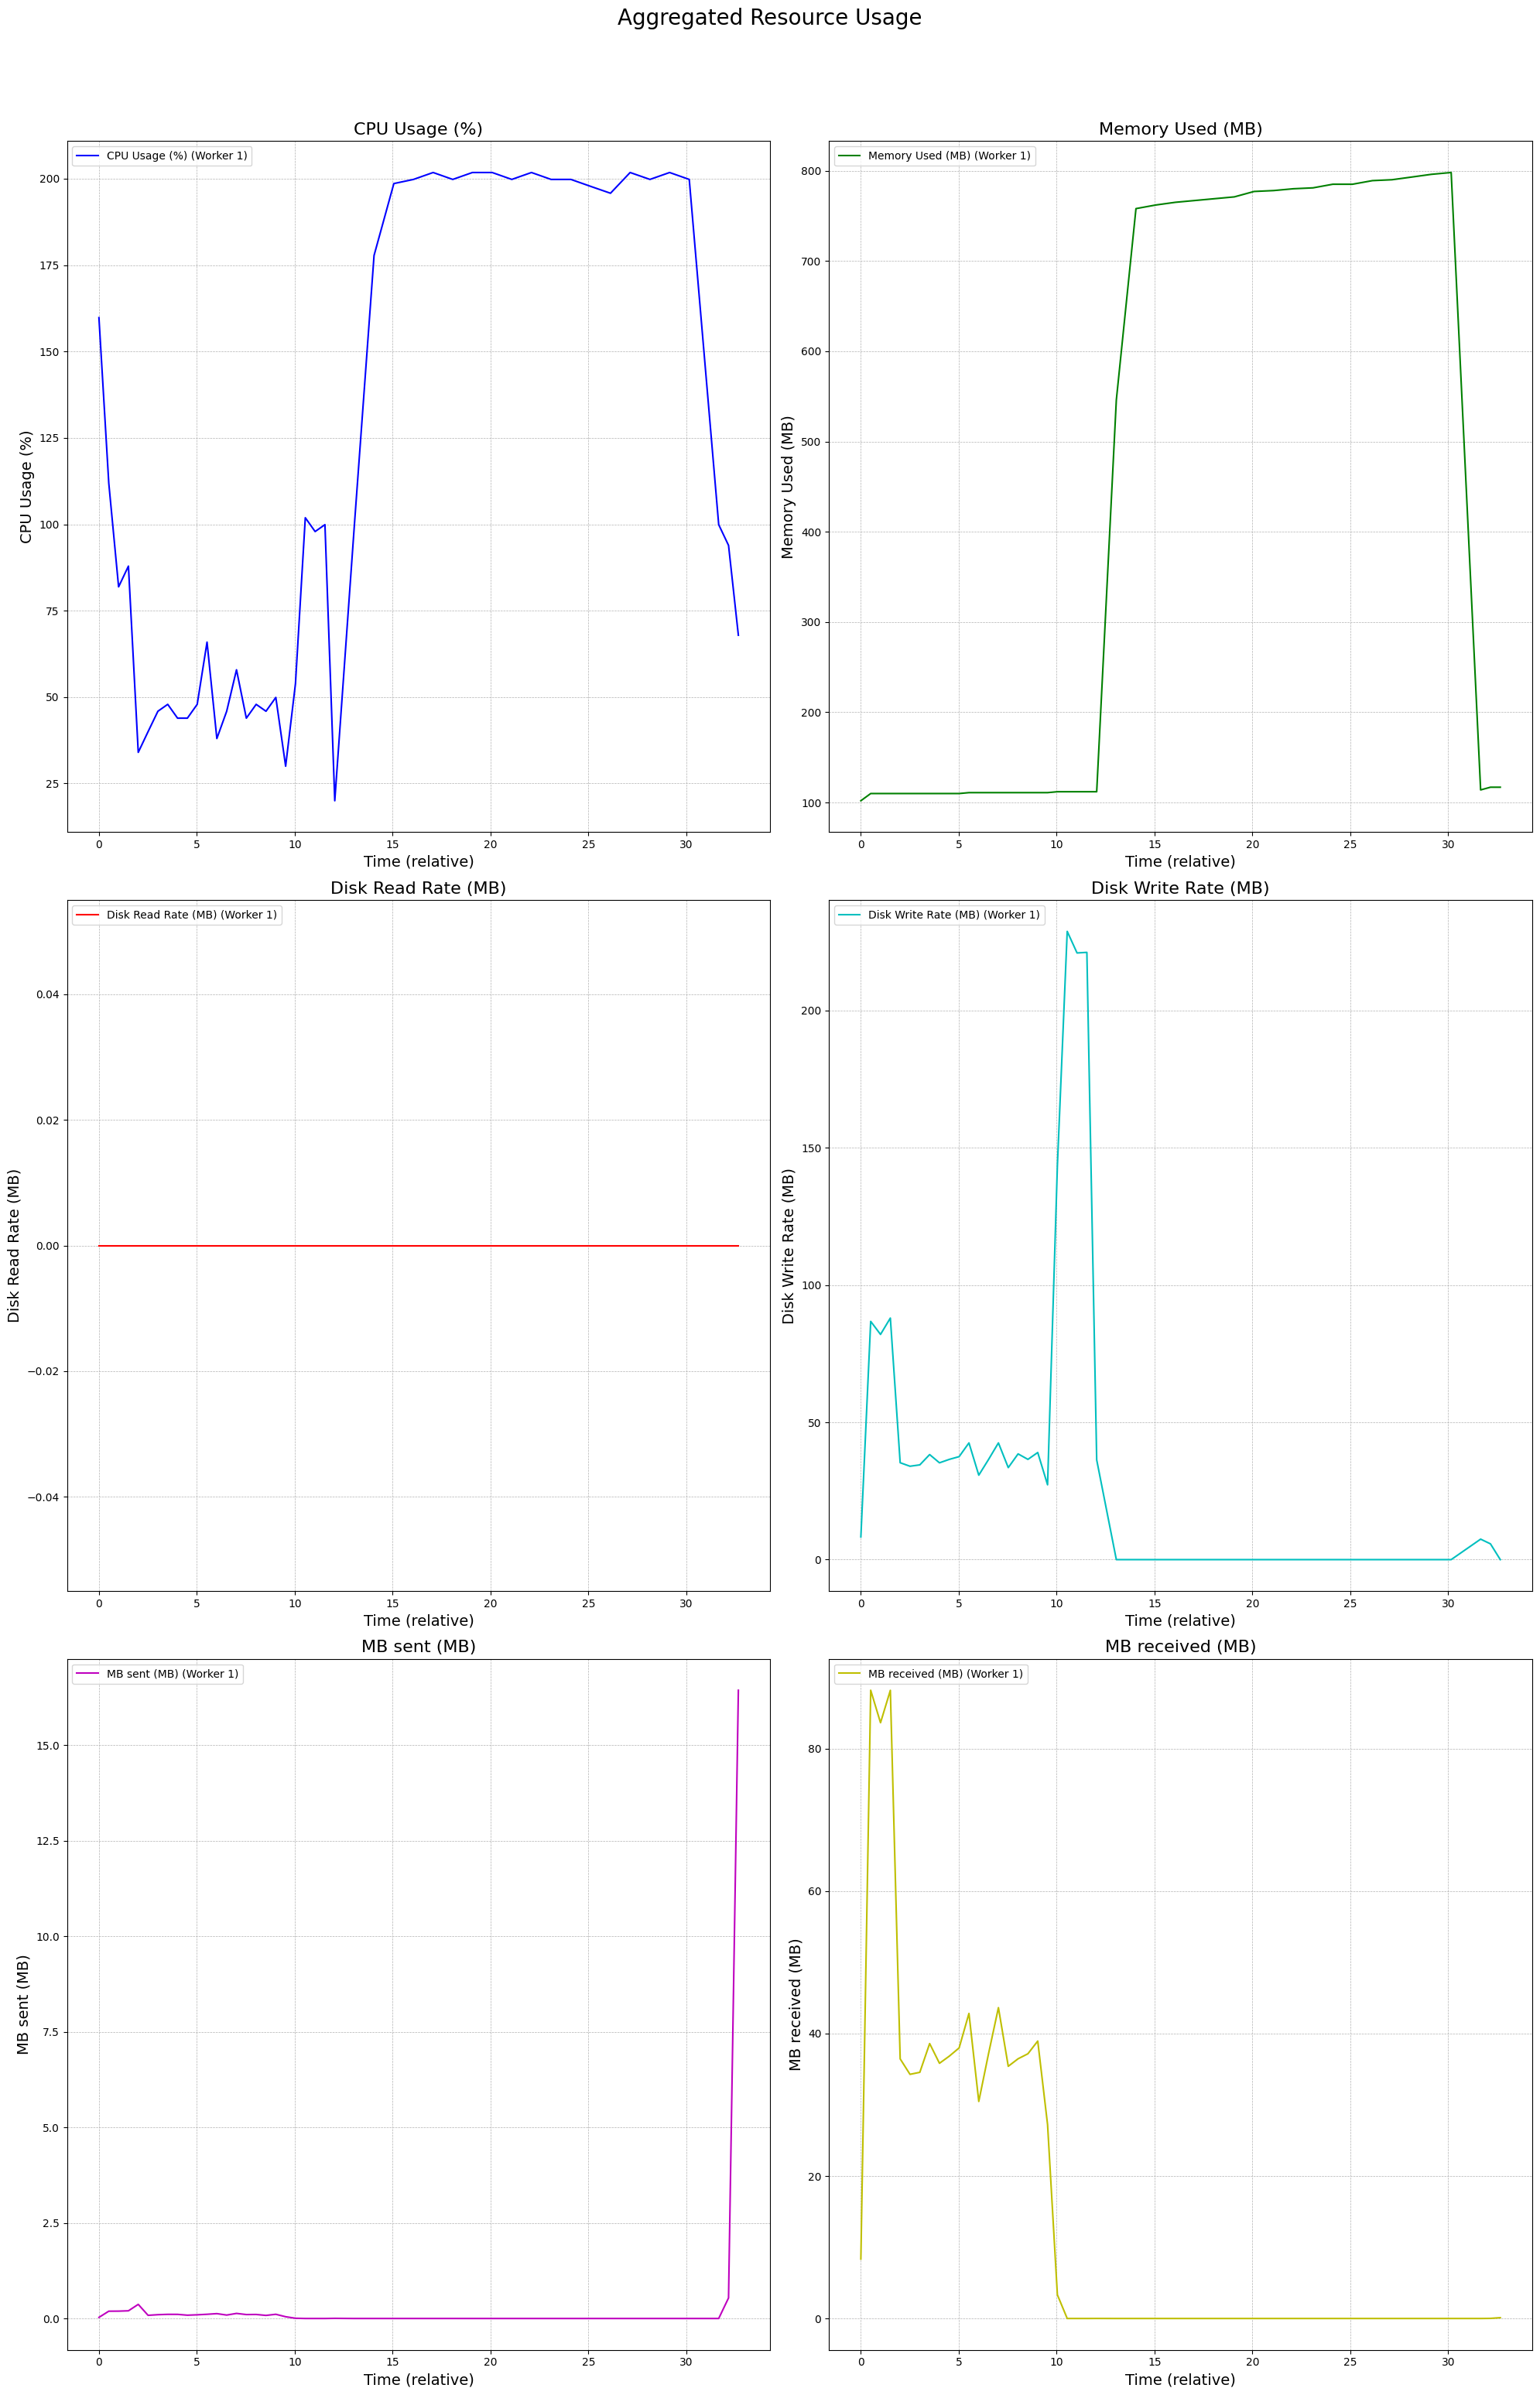 Aggregated Resource Usage
CPU Usage (%)
CPU Usage (%) (Worker 1)
CPU Usage (%)
200
175
150
125
100
75
50
25
0 5 10 15 20 25 30
Time (relative)
Memory Used (MB)
Memory Used (MB) (Worker 1)
Memory Used (MB)
800
700
600
500
400
300
200
100
0 5 10 15 20 25 30
Time (relative)
Disk Read Rate (MB)
Disk Read Rate (MB) (Worker 1)
Disk Read Rate (MB)
0.04
0.02
0.00
−0.02
−0.04
0 5 10 15 20 25 30
Time (relative)
Disk Write Rate (MB)
Disk Write Rate (MB) (Worker 1)
Disk Write Rate (MB)
200
150
100
50
0
0 5 10 15 20 25 30
Time (relative)
MB sent (MB)
MB sent (MB) (Worker 1)
MB sent (MB)
15.0
12.5
10.0
7.5
5.0
2.5
0.0
0 5 10 15 20 25 30
Time (relative)
MB received (MB)
MB received (MB) (Worker 1)
MB received (MB)
80
60
40
20
0
0 5 10 15 20 25 30
Time (relative)